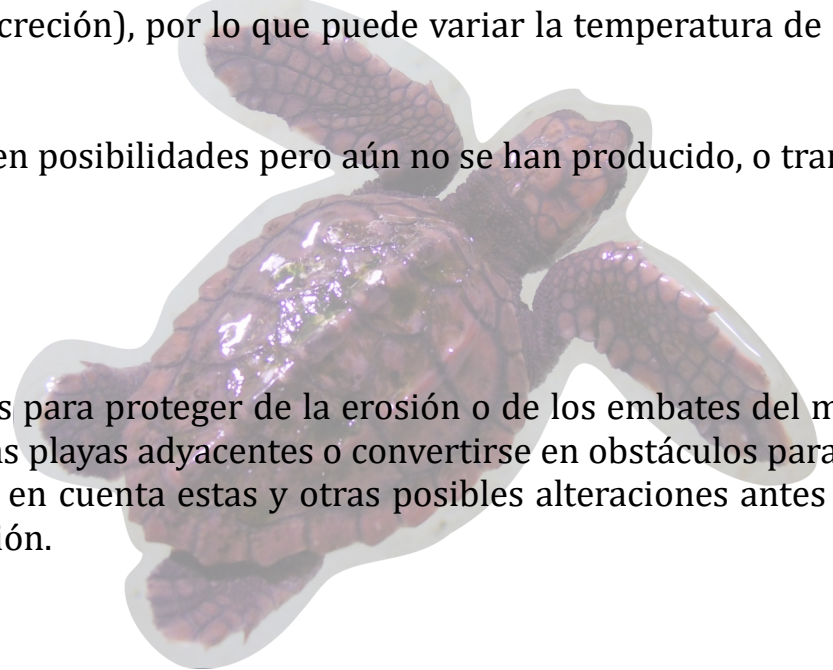 creción), por lo que puede variar la temperatura de
en posibilidades pero aún no se han producido, o
s para proteger de la erosión o de los embates del
playas adyacentes o convertirse en obstáculos para
en cuenta estas y otras posibles alteraciones antes
ión.